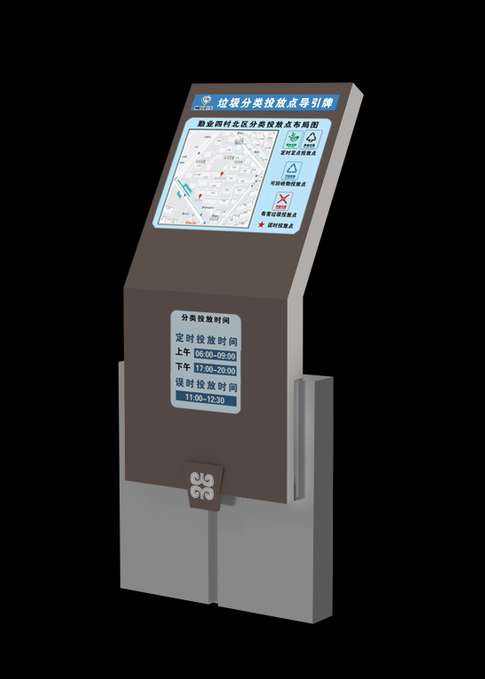 垃圾分类投放点导引牌
勤业四村北区分类投放点布局图
定时定点投放点
可回收物投放点
有害垃圾投放点
★ 误时投放点
分类投放时间
定时投放时间
上午 06:00-09:00
下午 17:00-20:00
误时投放时间
11:00-12:30